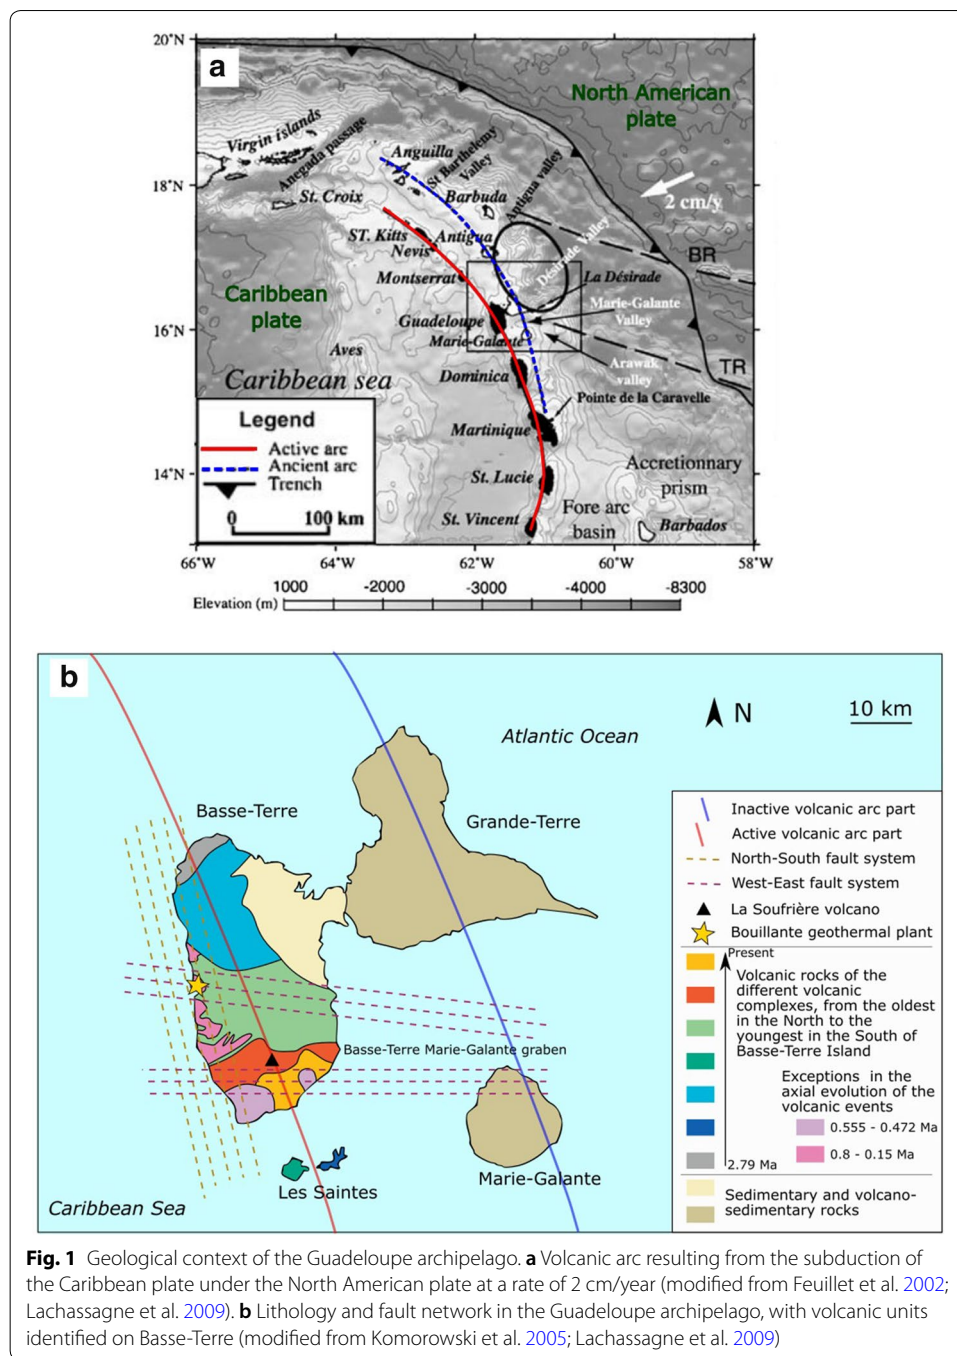 20°N
a
North American
plate
Virgin islands
Anegada passage
Anguilla
St Barthelemy
Valley
18°N
St. Croix
Barbuda
Antigua valley
2 cm/y
ST. Kitts
Nevis
Antigua
Désirade Valley
BR
Montserrat
La Désirade
Caribbean
plate
Marie-Galante
Valley
16°N
Guadeloupe
Marie-Galante
Aves
Arawak
valley
TR
Caribbean sea
Dominica
Pointe de la Caravelle
Legend
Active arc
Ancient arc
Trench
0 100 km
Martinique
14°N
St. Lucie
Accretionnary
prism
St. Vincent
Fore arc
basin
Barbados
66°W 64°W 62°W 60°W 58°W
Elevation (m) 1000 -2000 -3000 -4000 -8300
b
N
10 km
Atlantic Ocean
Basse-Terre
Grande-Terre
Basse-Terre Marie-Galante graben
Les Saintes
Marie-Galante
Caribbean Sea
Inactive volcanic arc part
Active volcanic arc part
North-South fault system
West-East fault system
La Soufrière volcano
Bouillante geothermal plant
Present
Volcanic rocks of the
different volcanic
complexes, from the oldest
in the North to the
youngest in the South of
Basse-Terre Island
Exceptions in the
axial evolution of the
volcanic events
0.555 - 0.472 Ma
0.8 - 0.15 Ma
2.79 Ma
Sedimentary and volcano-
sedimentary rocks
Fig. 1 Geological context of the Guadeloupe archipelago. a Volcanic arc resulting from the subduction of
the Caribbean plate under the North American plate at a rate of 2 cm/year (modified from Feuillet et al. 2002;
Lachassagne et al. 2009). b Lithology and fault network in the Guadeloupe archipelago, with volcanic units
identified on Basse-Terre (modified from Komorowski et al. 2005; Lachassagne et al. 2009)